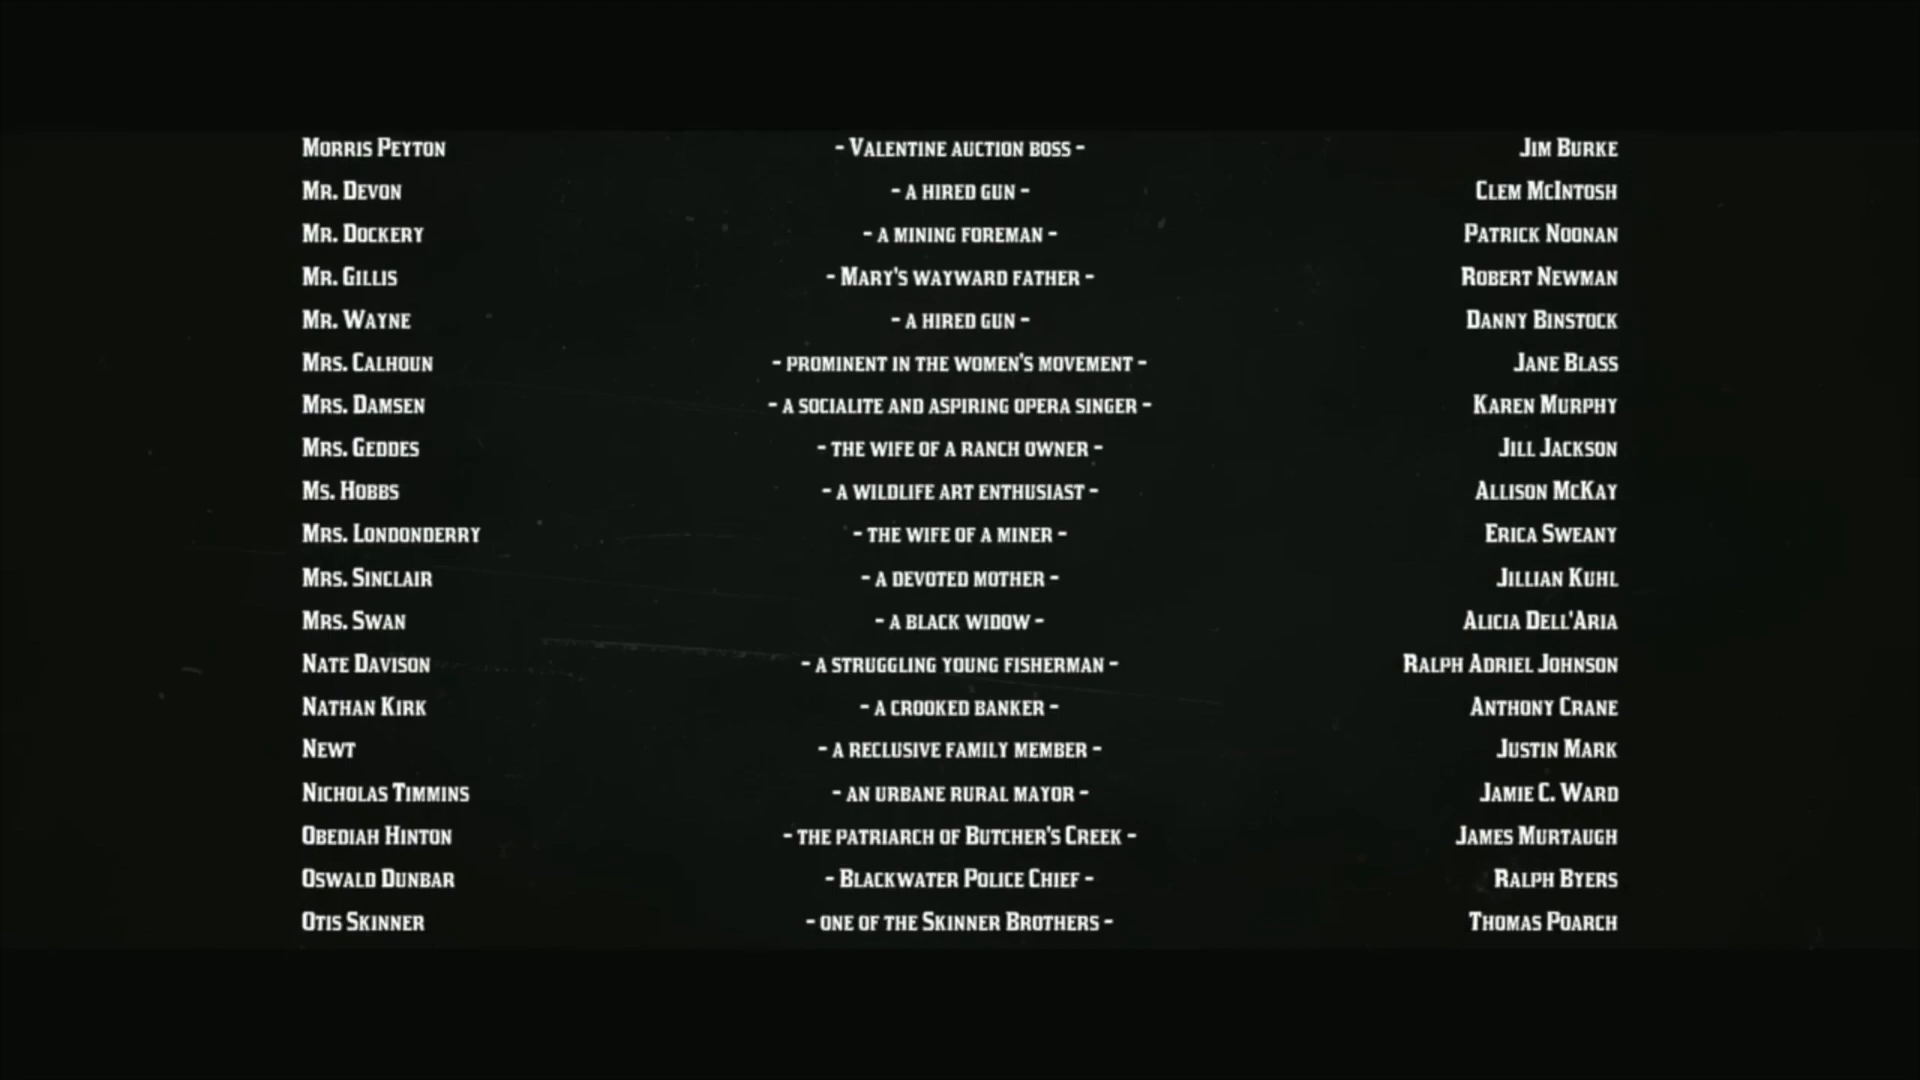 Morris Peyton - Valentine auction boss - Jim Burke
Mr. Devon - a hired gun - Clem McIntosh
Mr. Dockery - a mining foreman - Patrick Noonan
Mr. Gillis - Mary's wayward father - Robert Newman
Mr. Wayne - a hired gun - Danny Binstock
Mrs. Calhoun - prominent in the women's movement - Jane Blass
Mrs. Damsen - a socialite and aspiring opera singer - Karen Murphy
Mrs. Geddes - the wife of a ranch owner - Jill Jackson
Ms. Hobbs - a wildlife art enthusiast - Allison McKay
Mrs. Londonderry - the wife of a miner - Erica Sweany
Mrs. Sinclair - a devoted mother - Jillian Kuhl
Mrs. Swan - a black widow - Alicia Dell'Aria
Nate Davison - a struggling young fisherman - Ralph Adriel Johnson
Nathan Kirk - a crooked banker - Anthony Crane
Newt - a reclusive family member - Justin Mark
Nicholas Timmins - an urbane rural mayor - Jamie C. Ward
Obediah Hinton - the patriarch of Butcher's Creek - James Murtaugh
Oswald Dunbar - Blackwater Police Chief - Ralph Byers
Otis Skinner - one of the Skinner Brothers - Thomas Poarch